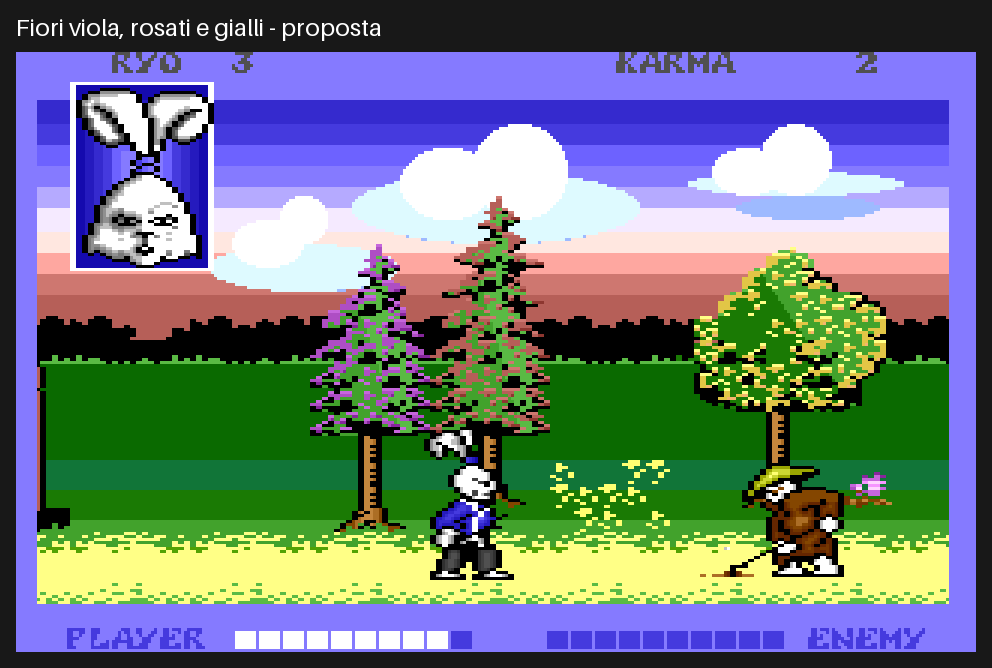 Fiori viola, rosati e gialli - proposta
RYO 3 KARMA 2
PLAYER ENEMY